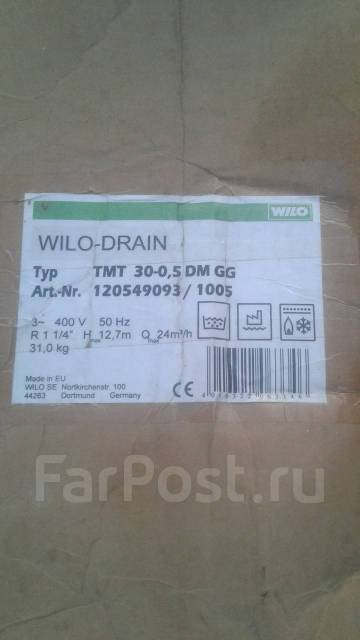 WILO
WILO-DRAIN
Typ TMT 30-0,5 DM GG
Art.-Nr. 120549093 / 1005
3~ 400 V 50 Hz
R 1 1/4" H max 12,7m Q max 24m³/h
31,0 kg
Made in EU
WILO SE Nortkirchenstr. 100
44263 Dortmund Germany
CE
FarPost.ru